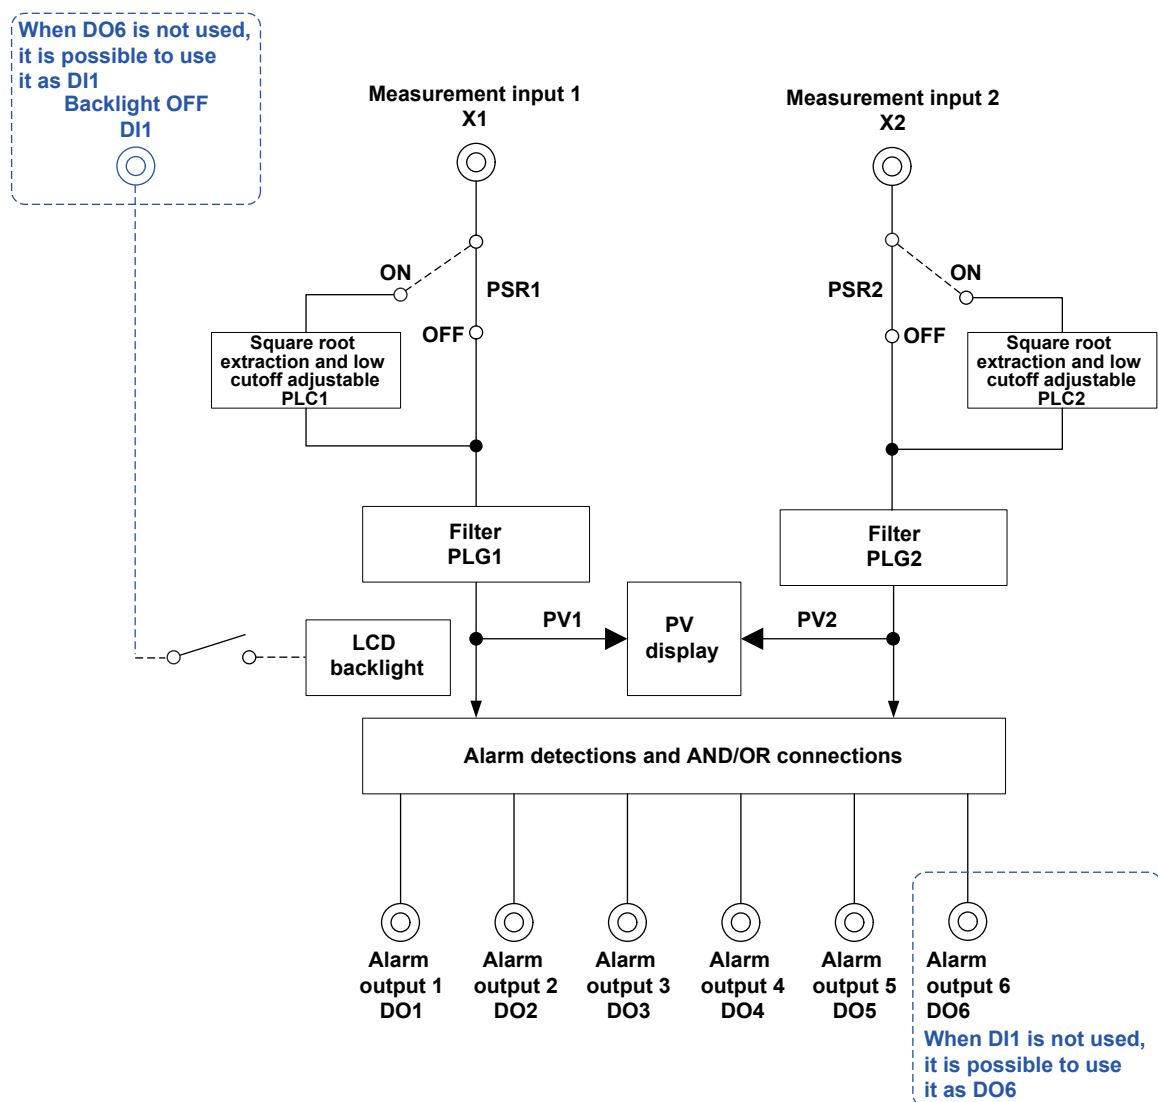 When DO6 is not used,
it is possible to use
it as DI1
Backlight OFF
DI1
Measurement input 1
X1
Measurement input 2
X2
ON
PSR1
OFF
Square root
extraction and low
cutoff adjustable
PLC1
PSR2
ON
OFF
Square root
extraction and low
cutoff adjustable
PLC2
Filter
PLG1
Filter
PLG2
PV1
PV
display
PV2
LCD
backlight
Alarm detections and AND/OR connections
Alarm
output 1
DO1
Alarm
output 2
DO2
Alarm
output 3
DO3
Alarm
output 4
DO4
Alarm
output 5
DO5
Alarm
output 6
DO6
When DI1 is not used,
it is possible to use
it as DO6